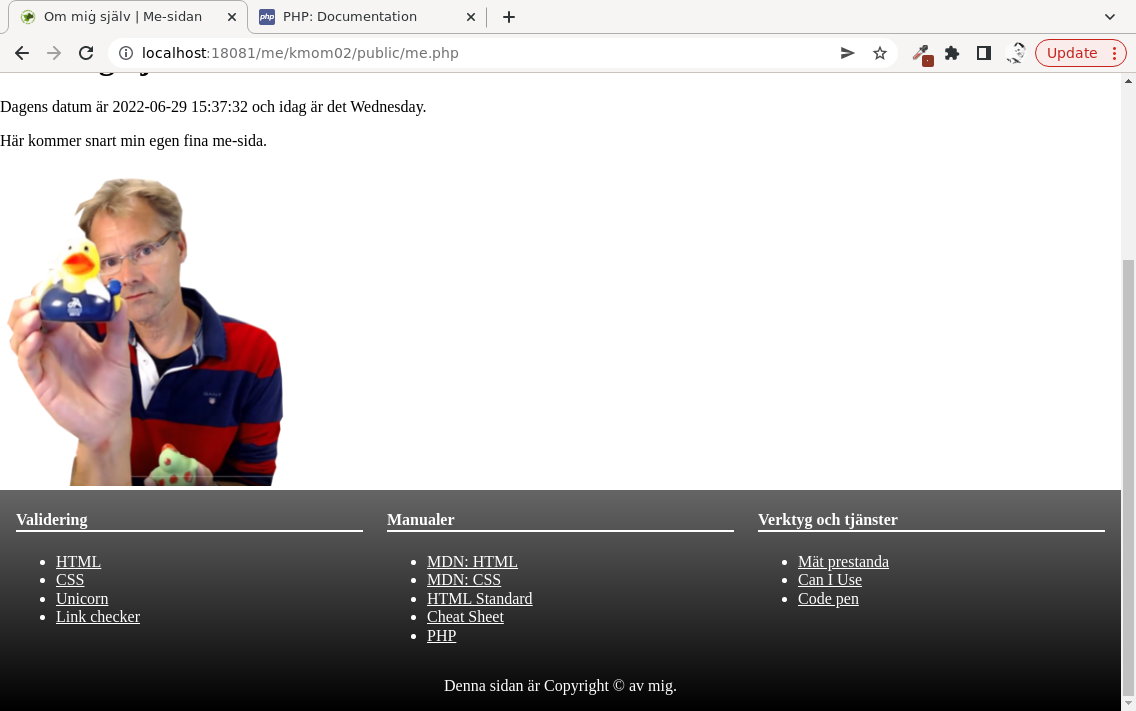 Om mig själv | Me-sidan
PHP: Documentation
localhost:18081/me/kmom02/public/me.php
Update
Dagens datum är 2022-06-29 15:37:32 och idag är det Wednesday.
Här kommer snart min egen fina me-sida.
Validering
HTML
CSS
Unicorn
Link checker
Manualer
MDN: HTML
MDN: CSS
HTML Standard
Cheat Sheet
PHP
Verktyg och tjänster
Mät prestanda
Can I Use
Code pen
Denna sidan är Copyright © av mig.